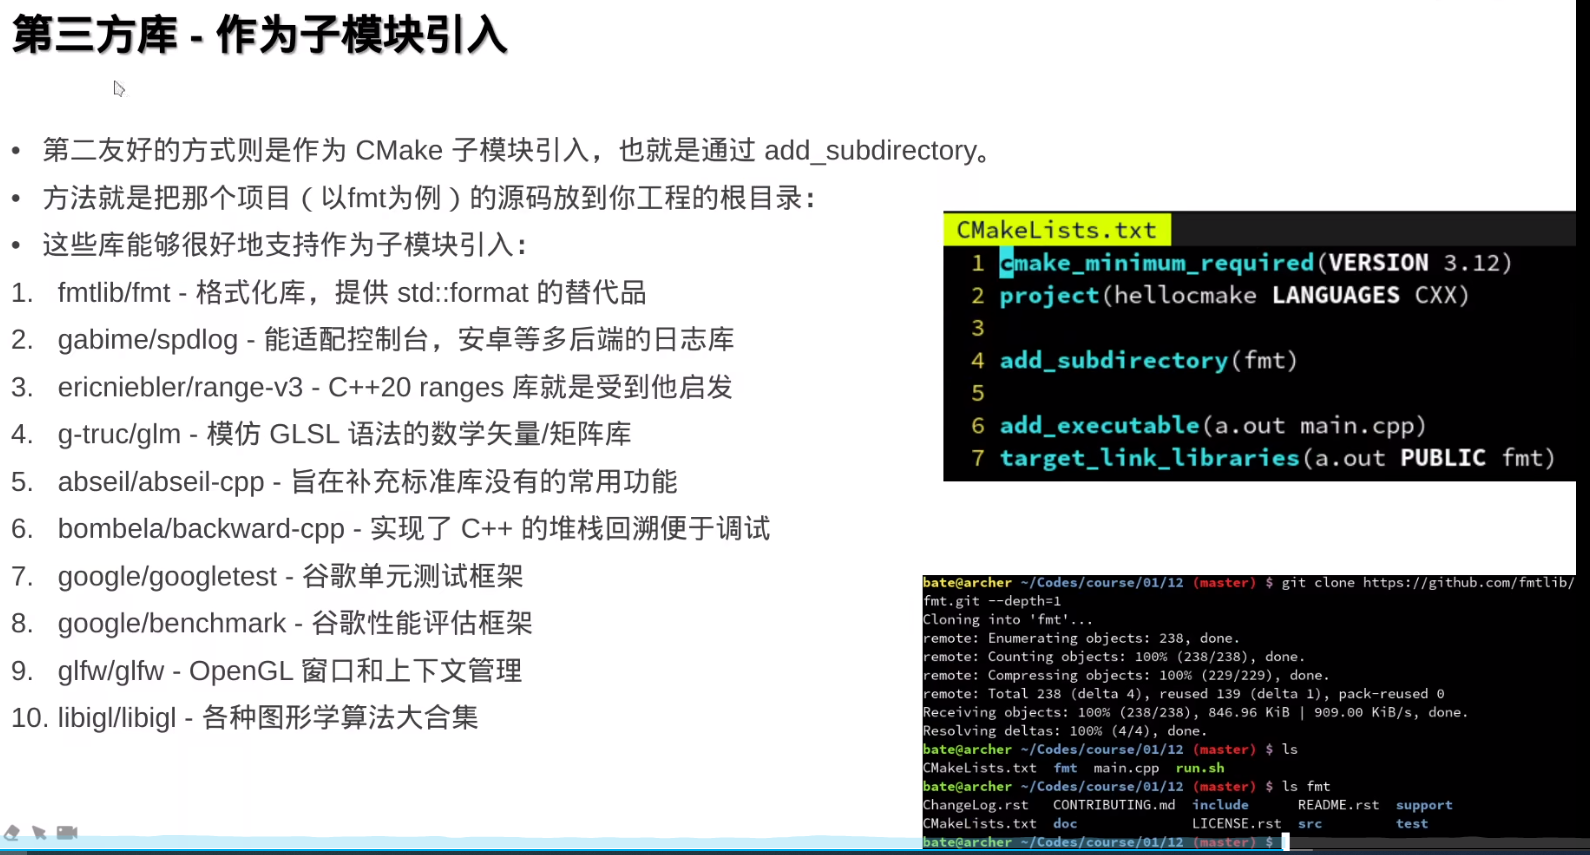 第三方库 - 作为子模块引入
• 第二友好的方式则是作为 CMake 子模块引入，也就是通过 add_subdirectory。
• 方法就是把那个项目（以fmt为例）的源码放到你工程的根目录：
• 这些库能够很好地支持作为子模块引入：
1. fmtlib/fmt - 格式化库，提供 std::format 的替代品
2. gabime/spdlog - 能适配控制台，安卓等多后端的日志库
3. ericniebler/range-v3 - C++20 ranges 库就是受到他启发
4. g-truc/glm - 模仿 GLSL 语法的数学矢量/矩阵库
5. abseil/abseil-cpp - 旨在补充标准库没有的常用功能
6. bombela/backward-cpp - 实现了 C++ 的堆栈回溯便于调试
7. google/googletest - 谷歌单元测试框架
8. google/benchmark - 谷歌性能评估框架
9. glfw/glfw - OpenGL 窗口和上下文管理
10. libigl/libigl - 各种图形学算法大合集
CMakeLists.txt
1 cmake_minimum_required(VERSION 3.12)
2 project(hellocmake LANGUAGES CXX)
3
4 add_subdirectory(fmt)
5
6 add_executable(a.out main.cpp)
7 target_link_libraries(a.out PUBLIC fmt)
bate@archer ~/Codes/course/01/12 (master) $ git clone https://github.com/fmtlib/
fmt.git --depth=1
Cloning into 'fmt'...
remote: Enumerating objects: 238, done.
remote: Counting objects: 100% (238/238), done.
remote: Compressing objects: 100% (229/229), done.
remote: Total 238 (delta 4), reused 139 (delta 1), pack-reused 0
Receiving objects: 100% (238/238), 846.96 KiB | 909.00 KiB/s, done.
Resolving deltas: 100% (4/4), done.
bate@archer ~/Codes/course/01/12 (master) $ ls
CMakeLists.txt fmt main.cpp run.sh
bate@archer ~/Codes/course/01/12 (master) $ ls fmt
ChangeLog.rst CONTRIBUTING.md include README.rst support
CMakeLists.txt doc LICENSE.rst src test
bate@archer ~/Codes/course/01/12 (master) $